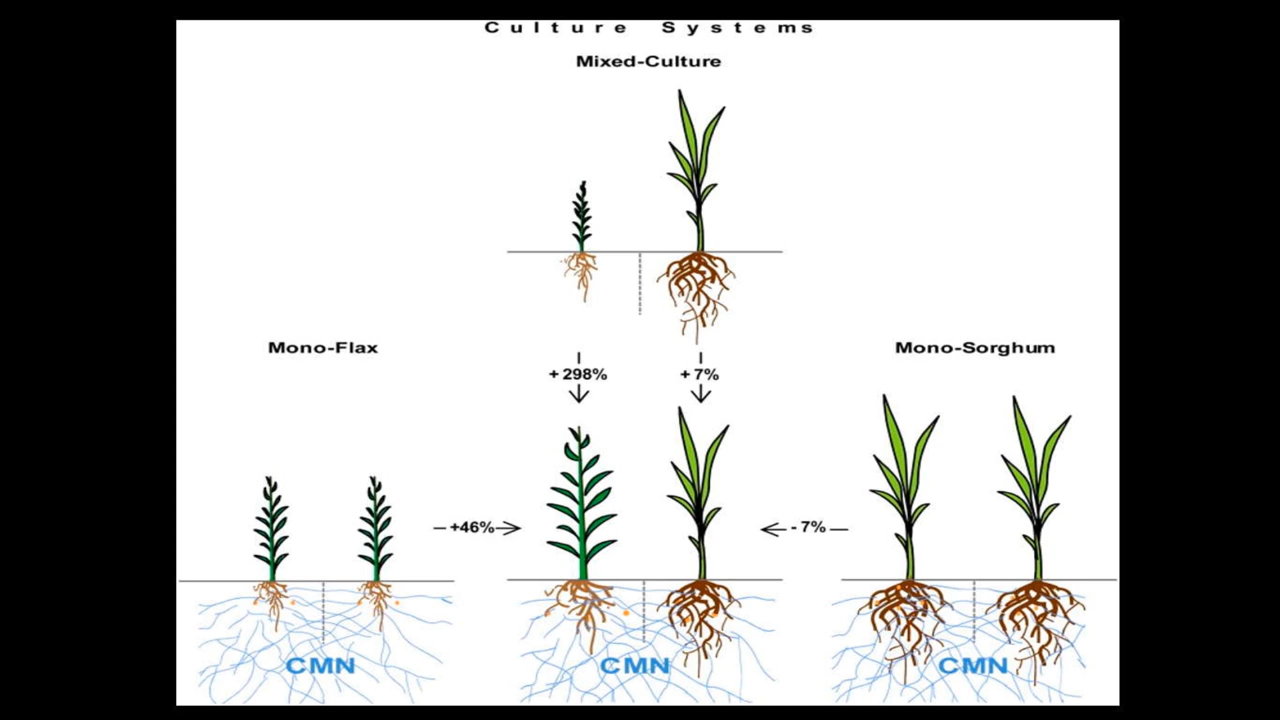 Culture Systems
Mixed-Culture
Mono-Flax
Mono-Sorghum
+ 298%
+ 7%
+46%
- 7%
CMN
CMN
CMN